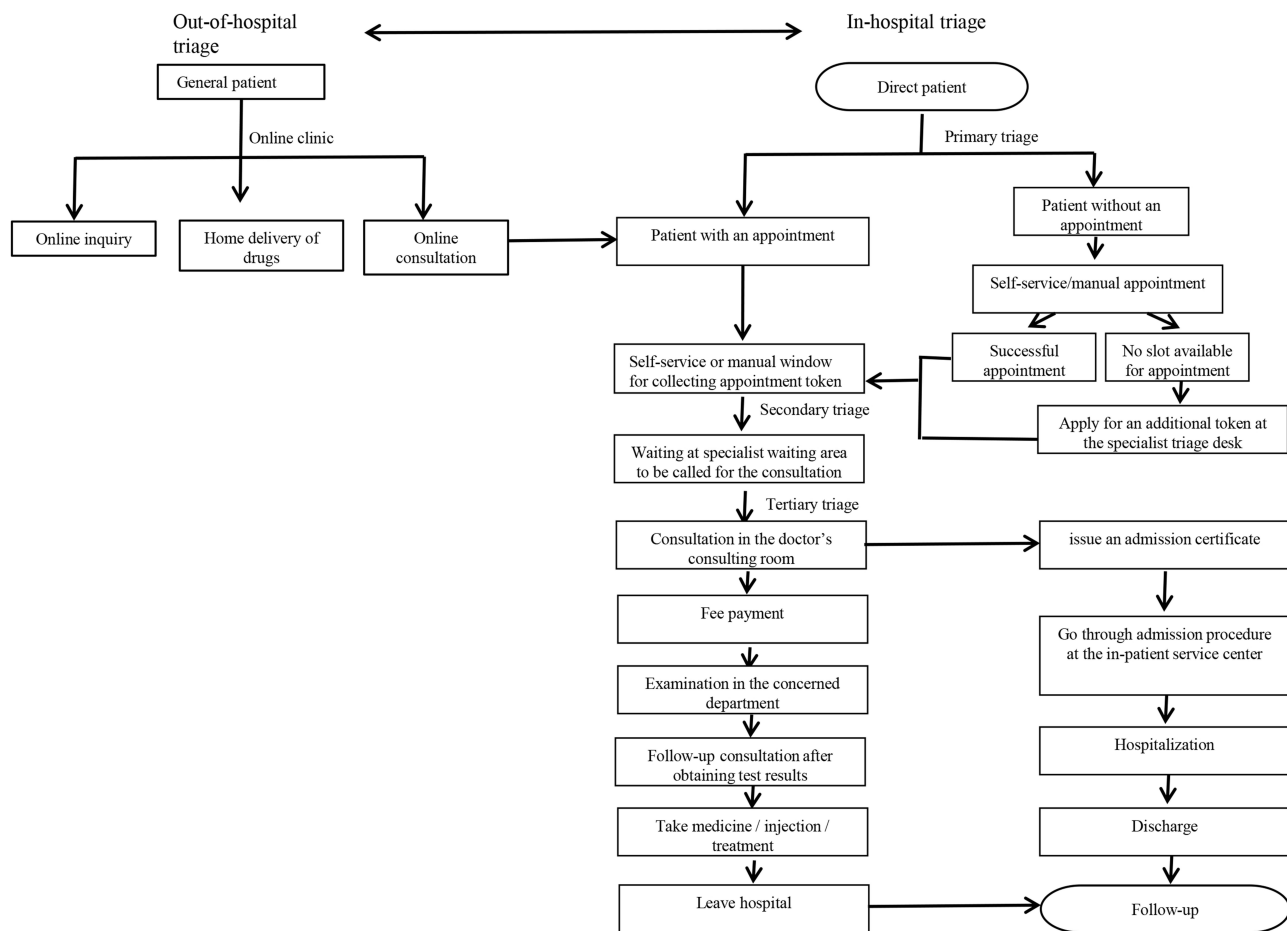 Out-of-hospital
triage
In-hospital triage
General patient
Direct patient
Online clinic
Primary triage
Online inquiry
Home delivery of
drugs
Online
consultation
Patient with an appointment
Patient without an
appointment
Self-service/manual appointment
Successful
appointment
No slot available
for appointment
Self-service or manual window
for collecting appointment token
Apply for an additional token at
the specialist triage desk
Secondary triage
Waiting at specialist waiting area
to be called for the consultation
Tertiary triage
Consultation in the doctor’s
consulting room
issue an admission certificate
Fee payment
Go through admission procedure
at the in-patient service center
Examination in the concerned
department
Follow-up consultation after
obtaining test results
Hospitalization
Take medicine / injection /
treatment
Discharge
Leave hospital
Follow-up